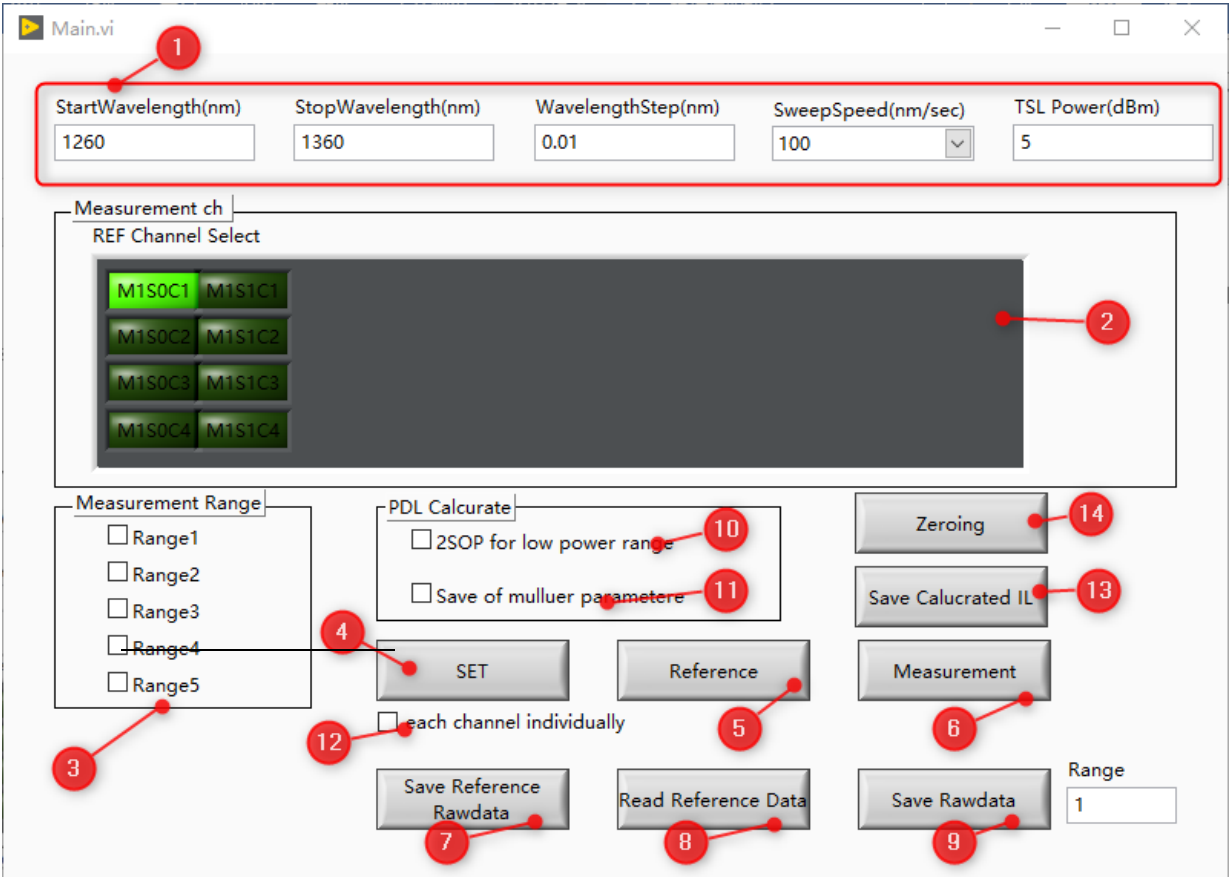 Main.vi
1
StartWavelength(nm) StopWavelength(nm) WavelengthStep(nm) SweepSpeed(nm/sec) TSL Power(dBm)
1260 1360 0.01 100 5
Measurement ch
REF Channel Select
M1S0C1 M1S1C1
M1S0C2 M1S1C2
2
M1S0C3 M1S1C3
M1S0C4 M1S1C4
Measurement Range
Range1
Range2
Range3
Range4
Range5
3
PDL Calcurate
2SOP for low power range
10
Save of mulluer parametere
11
Zeroing
14
Save Calucrated IL
13
4
SET
Reference
5
Measurement
6
each channel individually
12
Save Reference
Rawdata
7
Read Reference Data
8
Save Rawdata
9
Range
1